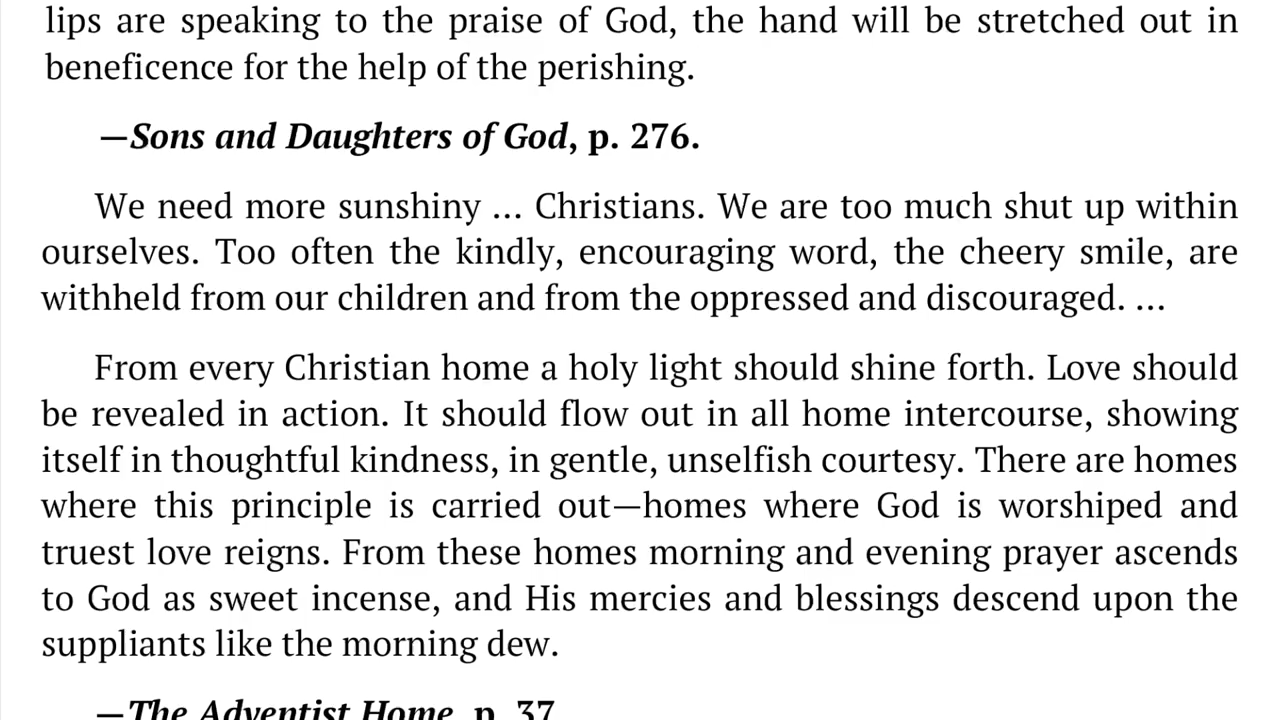 lips are speaking to the praise of God, the hand will be stretched out in
beneficence for the help of the perishing.
—Sons and Daughters of God, p. 276.
We need more sunshiny ... Christians. We are too much shut up within
ourselves. Too often the kindly, encouraging word, the cheery smile, are
withheld from our children and from the oppressed and discouraged. ...
From every Christian home a holy light should shine forth. Love should
be revealed in action. It should flow out in all home intercourse, showing
itself in thoughtful kindness, in gentle, unselfish courtesy. There are homes
where this principle is carried out—homes where God is worshiped and
truest love reigns. From these homes morning and evening prayer ascends
to God as sweet incense, and His mercies and blessings descend upon the
suppliants like the morning dew.
—The Adventist Home, p. 37